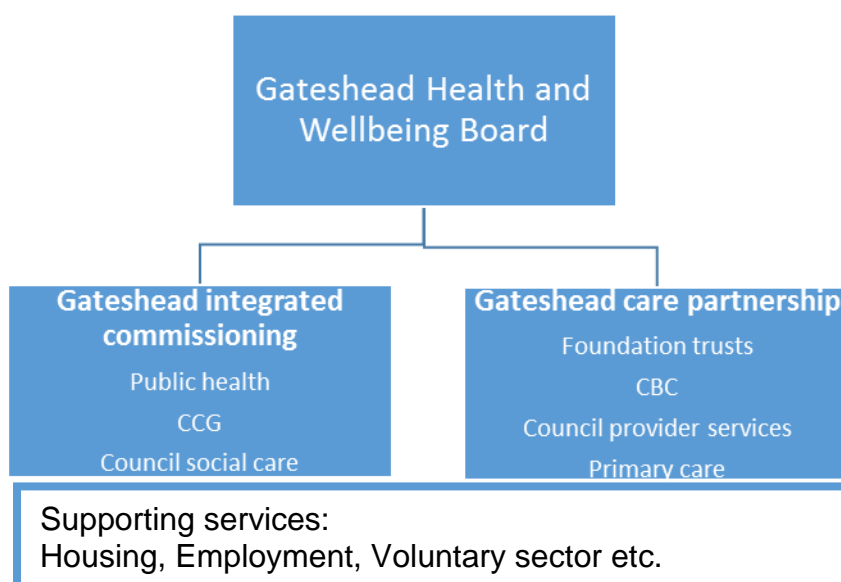 Gateshead Health and
Wellbeing Board
Gateshead integrated
commissioning
Public health
CCG
Council social care
Gateshead care partnership
Foundation trusts
CBC
Council provider services
Primary care
Supporting services:
Housing, Employment, Voluntary sector etc.